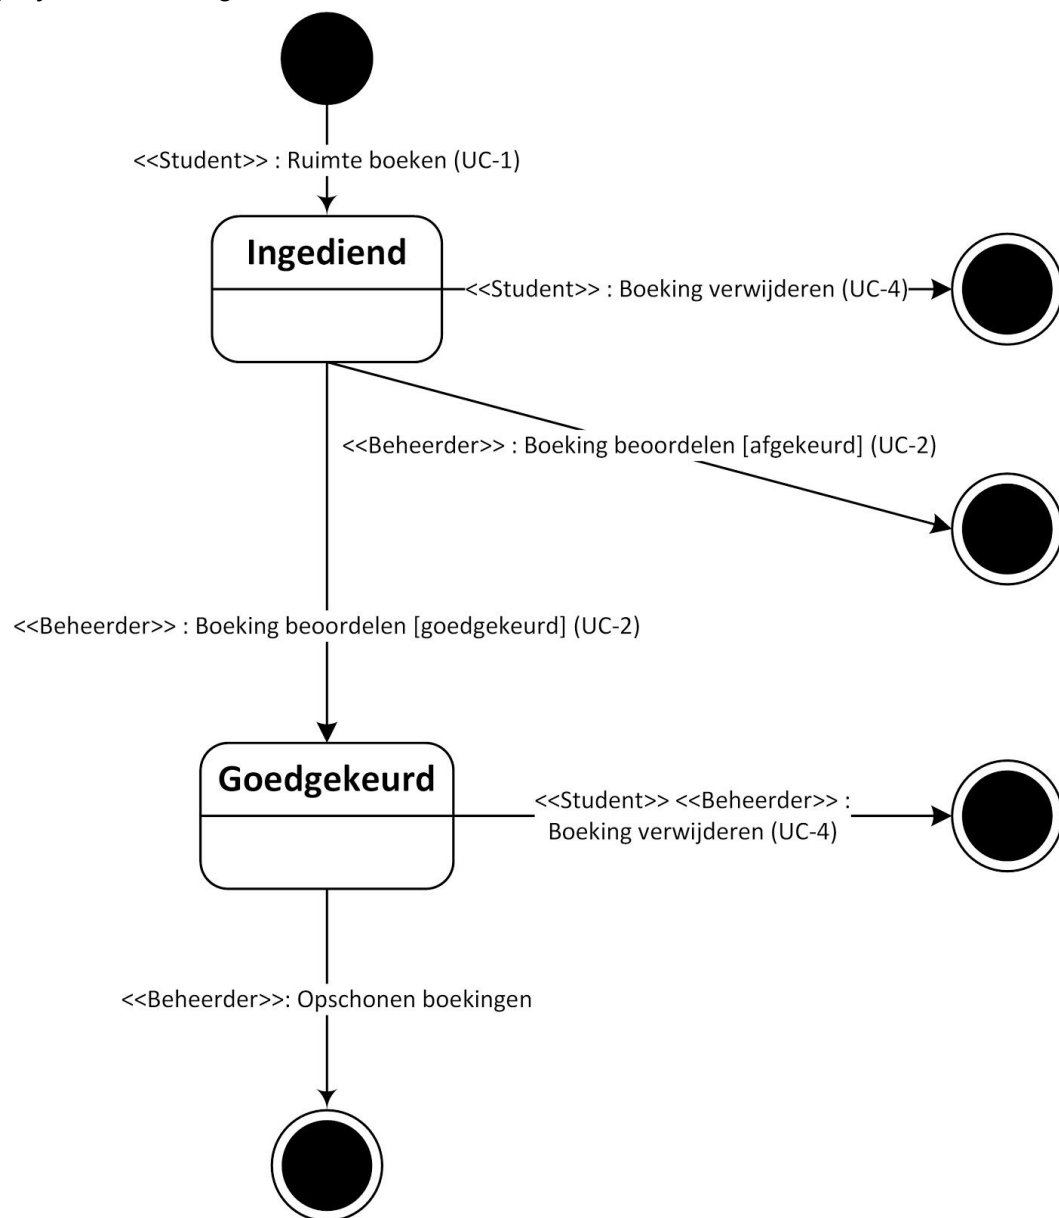 <<Student>> : Ruimte boeken (UC-1)
Ingediend
<<Student>> : Boeking verwijderen (UC-4)
<<Beheerder>> : Boeking beoordelen [afgekeurd] (UC-2)
<<Beheerder>> : Boeking beoordelen [goedgekeurd] (UC-2)
Goedgekeurd
<<Student>> <<Beheerder>> :
Boeking verwijderen (UC-4)
<<Beheerder>>: Opschonen boekingen